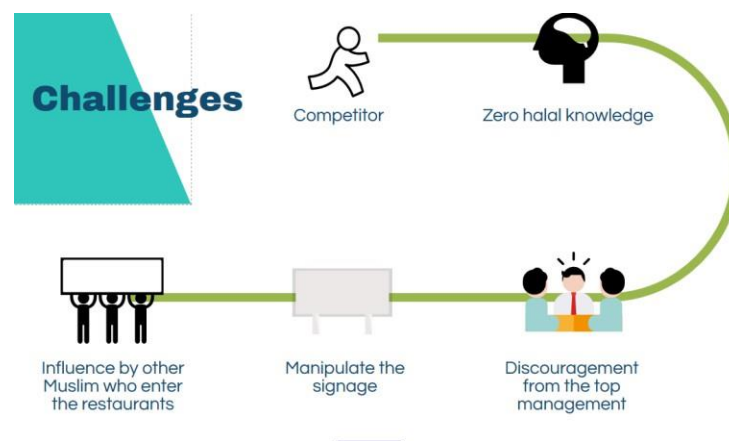 Challenges
Competitor
Zero halal knowledge
Influence by other
Muslim who enter
the restaurants
Manipulate the
signage
Discouragement
from the top
management